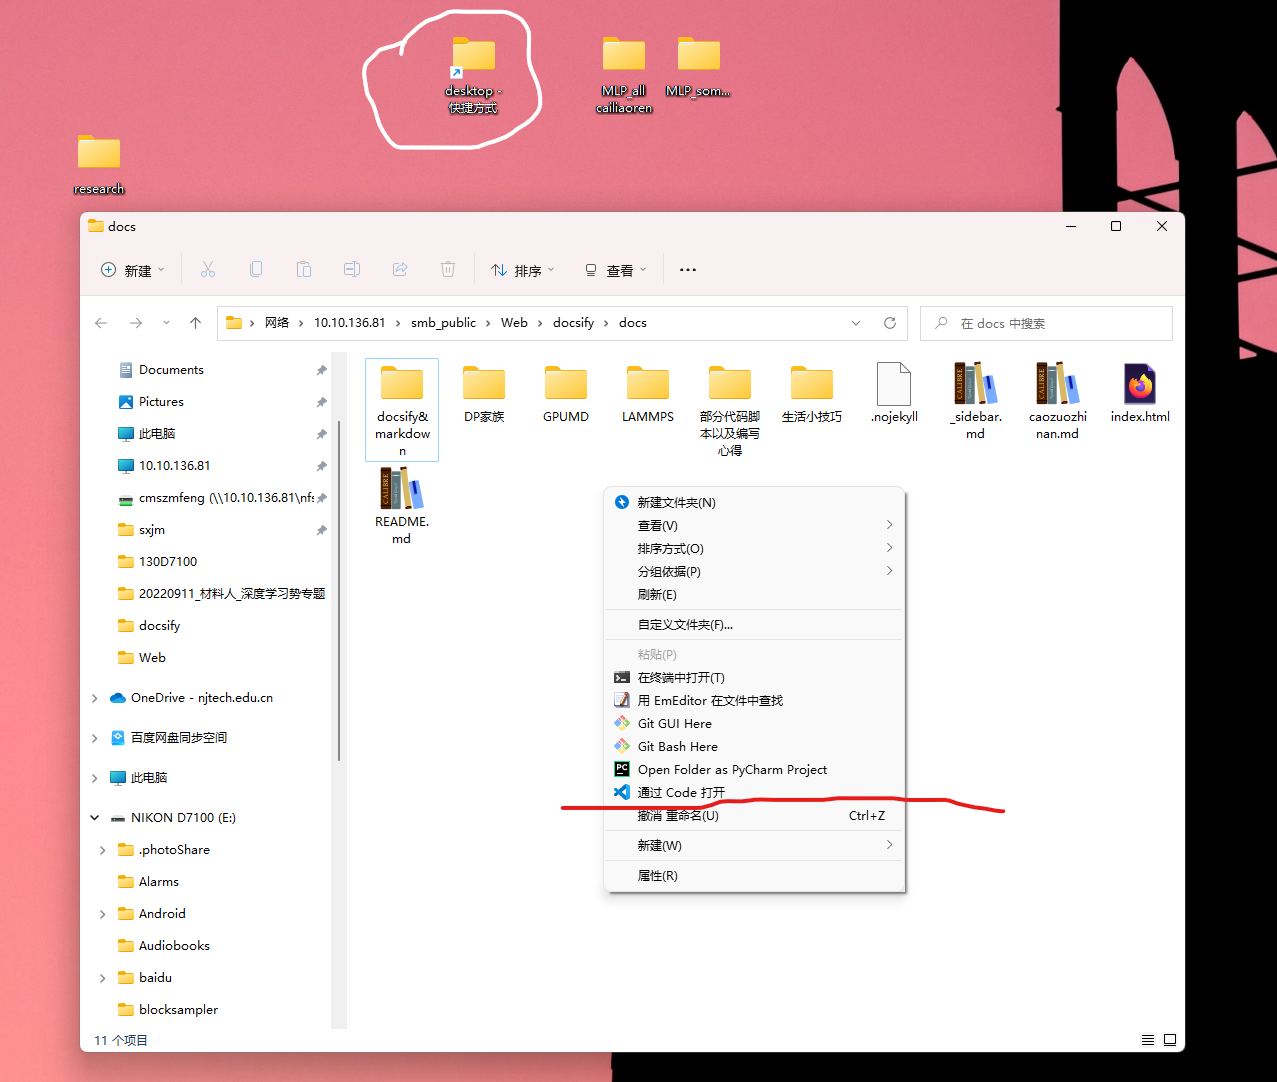 desktop -
快捷方式
MLP_all
cailiaoren
MLP_som...
research
docs
新建
排序
查看
网络 > 10.10.136.81 > smb_public > Web > docsify > docs
在 docs 中搜索
Documents
Pictures
此电脑
10.10.136.81
cmszmfeng (\\10.10.136.81\nfs
sxjm
130D7100
20220911_材料人_深度学习势专题
docsify
Web
OneDrive - njtech.edu.cn
百度网盘同步空间
此电脑
NIKON D7100 (E:)
.photoShare
Alarms
Android
Audiobooks
baidu
blocksampler
docsify&
markdow
n
DP家族
GPUMD
LAMMPS
部分代码脚
本以及编写
心得
生活小技巧
.nojekyll
_sidebar.
md
caozuozhi
nan.md
index.html
CALIBRE
CALIBRE
CALIBRE
README.
md
新建文件夹(N)
查看(V)
排序方式(O)
分组依据(P)
刷新(E)
自定义文件夹(F)...
粘贴(P)
在终端中打开(T)
用 EmEditor 在文件中查找
Git GUI Here
Git Bash Here
PC
Open Folder as PyCharm Project
通过 Code 打开
撤消 重命名(U) Ctrl+Z
新建(W)
属性(R)
11 个项目